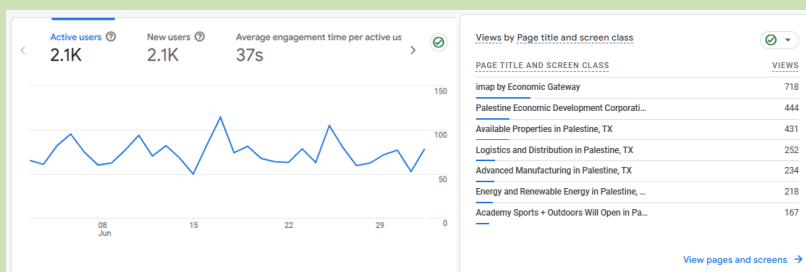 Active users
2.1K
New users
2.1K
Average engagement time per active us
37s
150
100
50
0
08
Jun
15
22
29
Views by Page title and screen class
PAGE TITLE AND SCREEN CLASS VIEWS
imap by Economic Gateway 718
Palestine Economic Development Corporati... 444
Available Properties in Palestine, TX 431
Logistics and Distribution in Palestine, TX 252
Advanced Manufacturing in Palestine, TX 234
Energy and Renewable Energy in Palestine, ... 218
Academy Sports + Outdoors Will Open in Pa... 167
View pages and screens